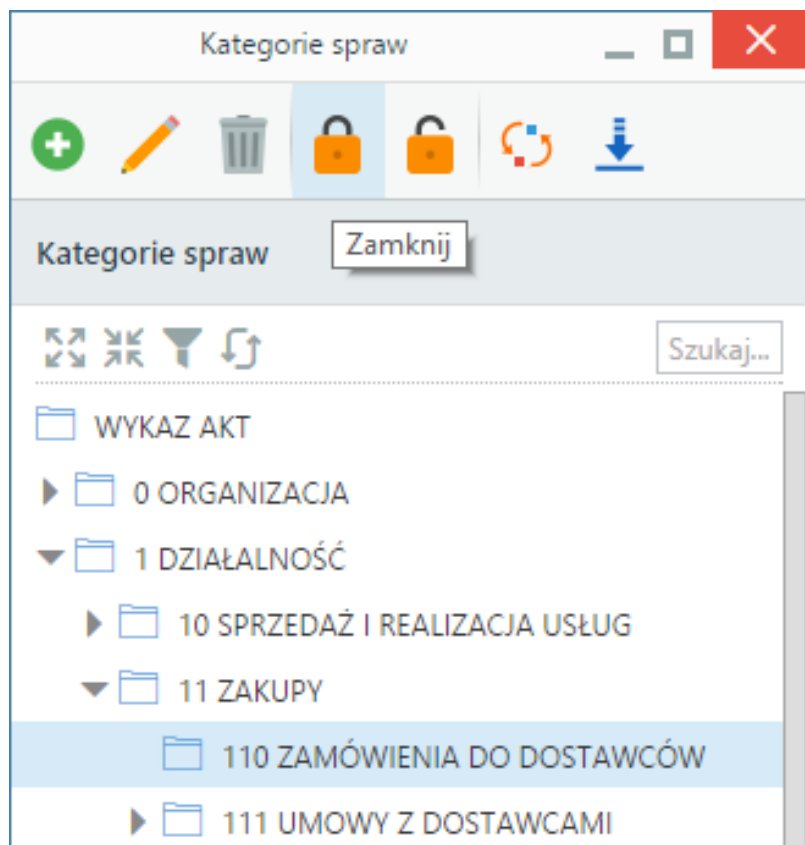 Kategorie spraw
Kategorie spraw
Zamknij
Szukaj...
WYKAZ AKT
0 ORGANIZACJA
1 DZIAŁALNOŚĆ
10 SPRZEDAŻ I REALIZACJA USŁUG
11 ZAKUPY
110 ZAMÓWIENIA DO DOSTAWCÓW
111 UMOWY Z DOSTAWCAMI